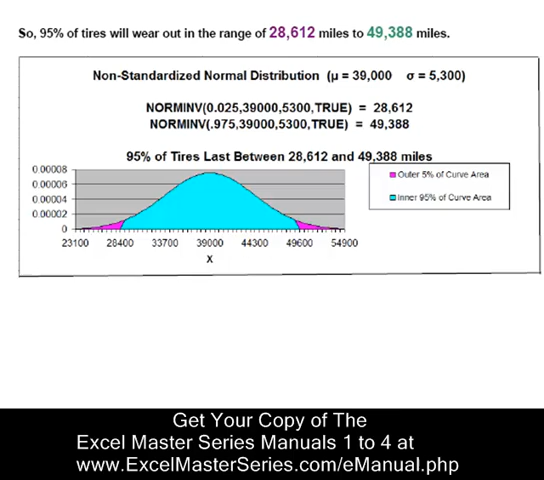 So, 95% of tires will wear out in the range of 28,612 miles to 49,388 miles.
Non-Standardized Normal Distribution (μ = 39,000 σ = 5,300)
NORMINV(0.025,39000,5300,TRUE) = 28,612
NORMINV(.975,39000,5300,TRUE) = 49,388
95% of Tires Last Between 28,612 and 49,388 miles
0.00008
0.00006
0.00004
0.00002
0
23100 28400 33700 39000 44300 49600 54900
X
Outer 5% of Curve Area
Inner 95% of Curve Area
Get Your Copy of The
Excel Master Series Manuals 1 to 4 at
www.ExcelMasterSeries.com/eManual.php